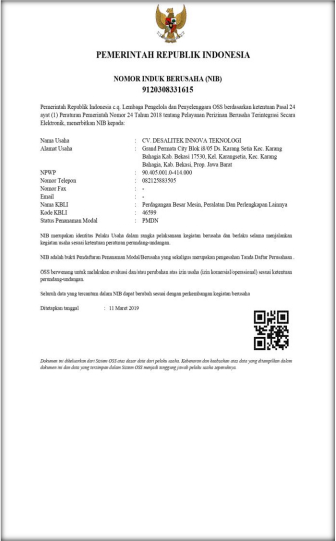 PEMERINTAH REPUBLIK INDONESIA
NOMOR INDUK BERUSAHA (NIB)
9120308331615
Pemerintah Republik Indonesia c.q. Lembaga Pengelola dan Penyelenggara OSS berdasarkan ketentuan Pasal 24
ayat (1) Peraturan Pemerintah Nomor 24 Tahun 2018 tentang Pelayanan Perizinan Berusaha Terintegrasi Secara
Elektronik, menerbitkan NIB kepada:
Nama Usaha : CV. DESALITEK INNOVA TEKNOLOGI
Alamat Usaha : Grand Permata City Blok i8/05 Ds. Karang Setia Kec. Karang
Bahagia Kab. Bekasi 17530, Kel. Karangsetia, Kec. Karang
Bahagia, Kab. Bekasi, Prop. Jawa Barat
NPWP : 90.405.001.0-414.000
Nomor Telepon : 082125883505
Nomor Fax : -
Email : -
Nama KBLI : Perdagangan Besar Mesin, Peralatan Dan Perlengkapan Lainnya
Kode KBLI : 46599
Status Penanaman Modal : PMDN
NIB merupakan identitas Pelaku Usaha dalam rangka pelaksanaan kegiatan berusaha dan berlaku selama menjalankan
kegiatan usaha sesuai ketentuan peraturan perundang-undangan.
NIB adalah bukti Pendaftaran Penanaman Modal/Berusaha yang sekaligus merupakan pengesahan Tanda Daftar Perusahaan.
OSS berwenang untuk melakukan evaluasi dan atau perubahan atas izin usaha (izin komersial/operasional) sesuai ketentuan
perundang-undangan.
Seluruh data yang tercantum dalam NIB dapat berubah sesuai dengan perkembangan kegiatan berusaha
Ditetapkan tanggal : 11 Maret 2019
Dokumen ini dikeluarkan dari Sistem OSS atas dasar data dari pelaku usaha. Kebenaran dan keabsahan atas data yang ditampilkan dalam
dokumen ini dan data yang tersimpan dalam Sistem OSS menjadi tanggung jawab pelaku usaha sepenuhnya.